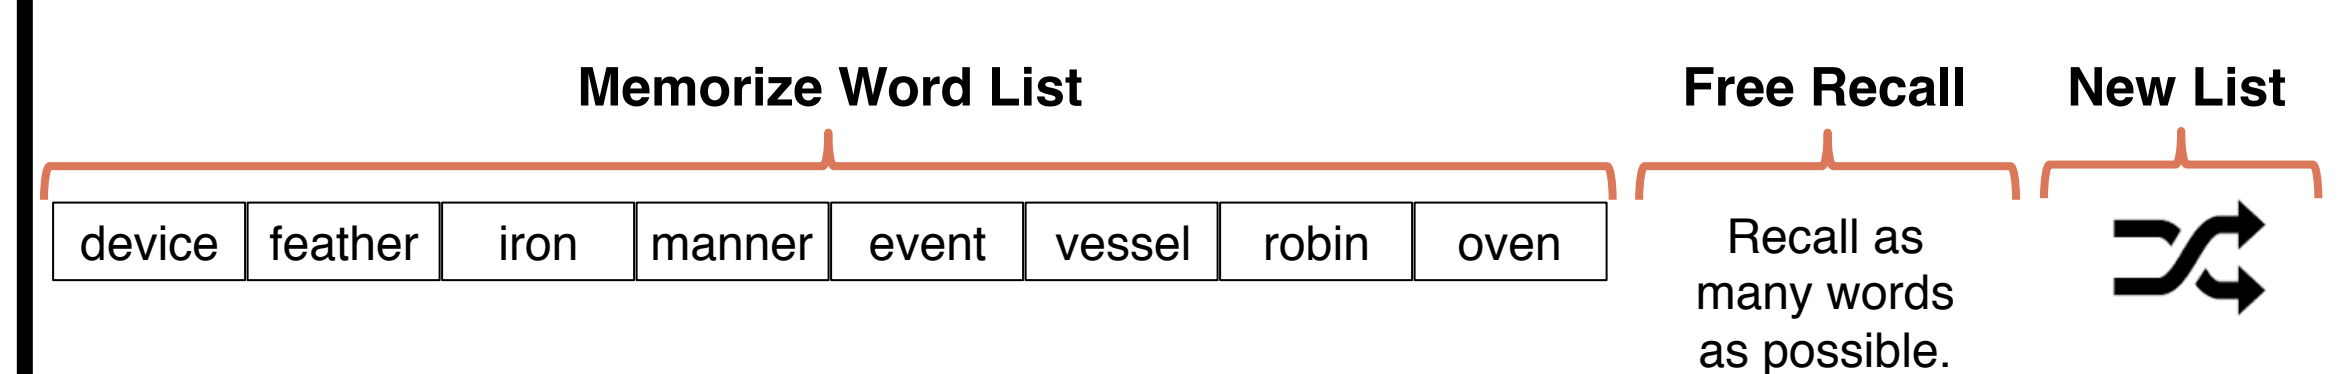 Memorize Word List
Free Recall
New List
device feather iron manner event vessel robin oven
Recall as
many words
as possible.